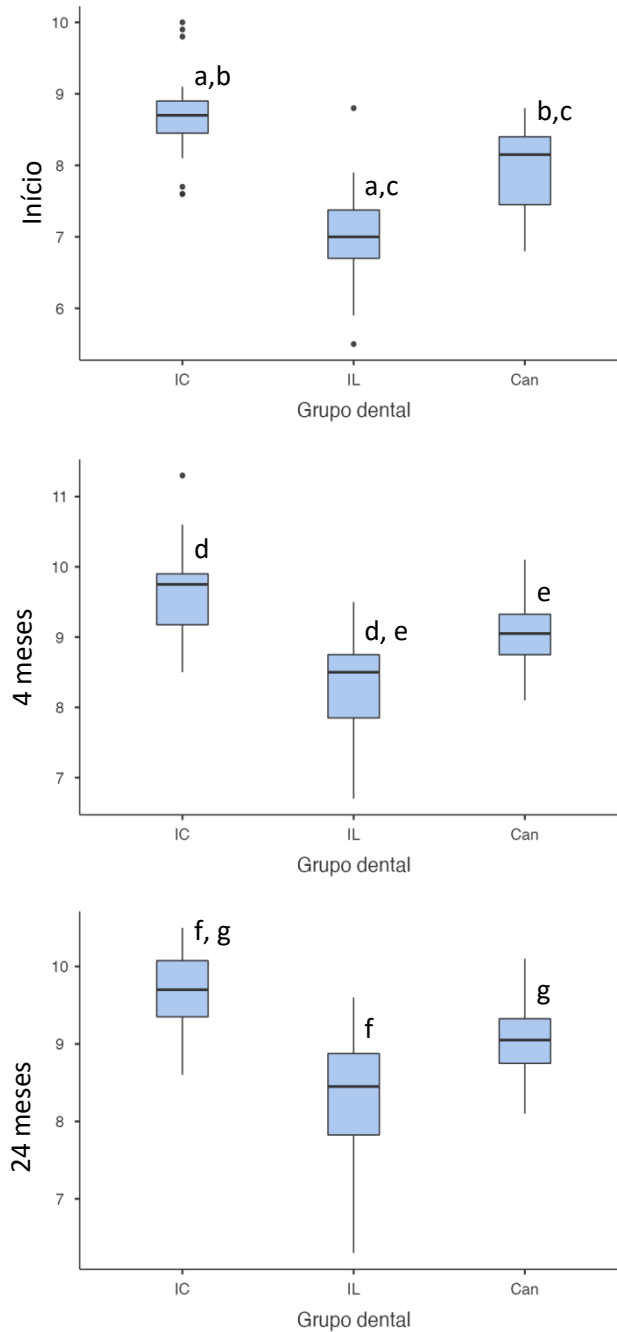 Início
10
9
8
7
6
a,b
a,c
b,c
IC IL Can
Grupo dental
4 meses
11
10
9
8
7
d
d, e
e
IC IL Can
Grupo dental
24 meses
10
9
8
7
f, g
f
g
IC IL Can
Grupo dental